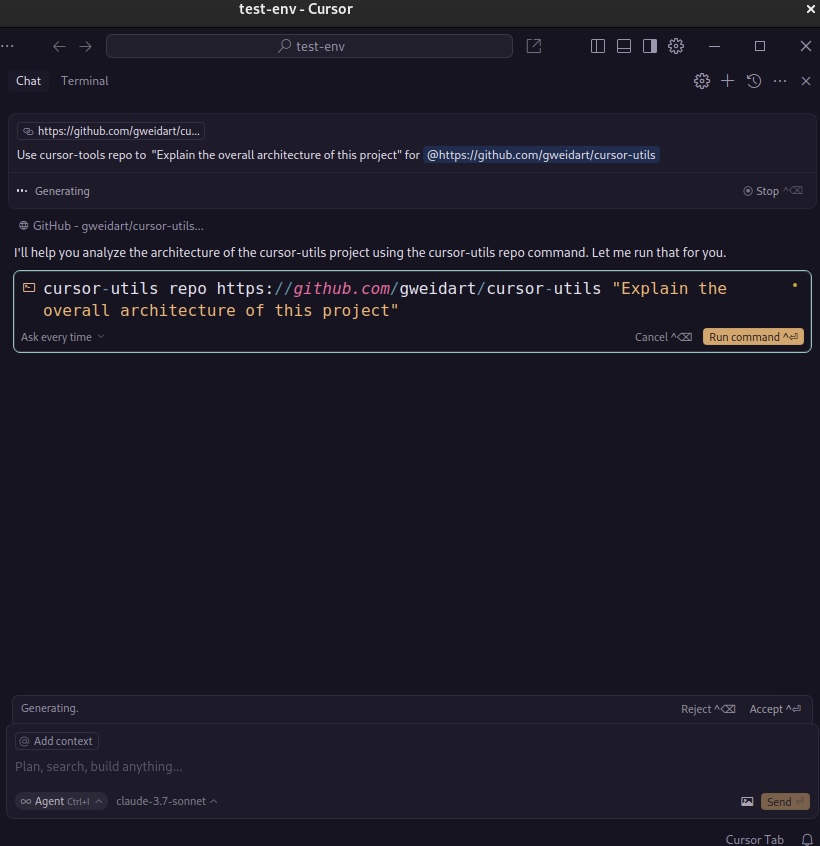 test-env - Cursor
test-env
Chat Terminal
https://github.com/gweidart/cu...
Use cursor-tools repo to "Explain the overall architecture of this project" for @https://github.com/gweidart/cursor-utils
Generating Stop ^⌫
GitHub - gweidart/cursor-utils...
I'll help you analyze the architecture of the cursor-utils project using the cursor-utils repo command. Let me run that for you.
cursor-utils repo https://github.com/gweidart/cursor-utils "Explain the
overall architecture of this project"
Ask every time Cancel ^⌫ Run command ^⏎
Generating. Reject ^⌫ Accept ^⏎
@ Add context
Plan, search, build anything...
∞ Agent Ctrl+I claude-3.7-sonnet Send ⏎
Cursor Tab